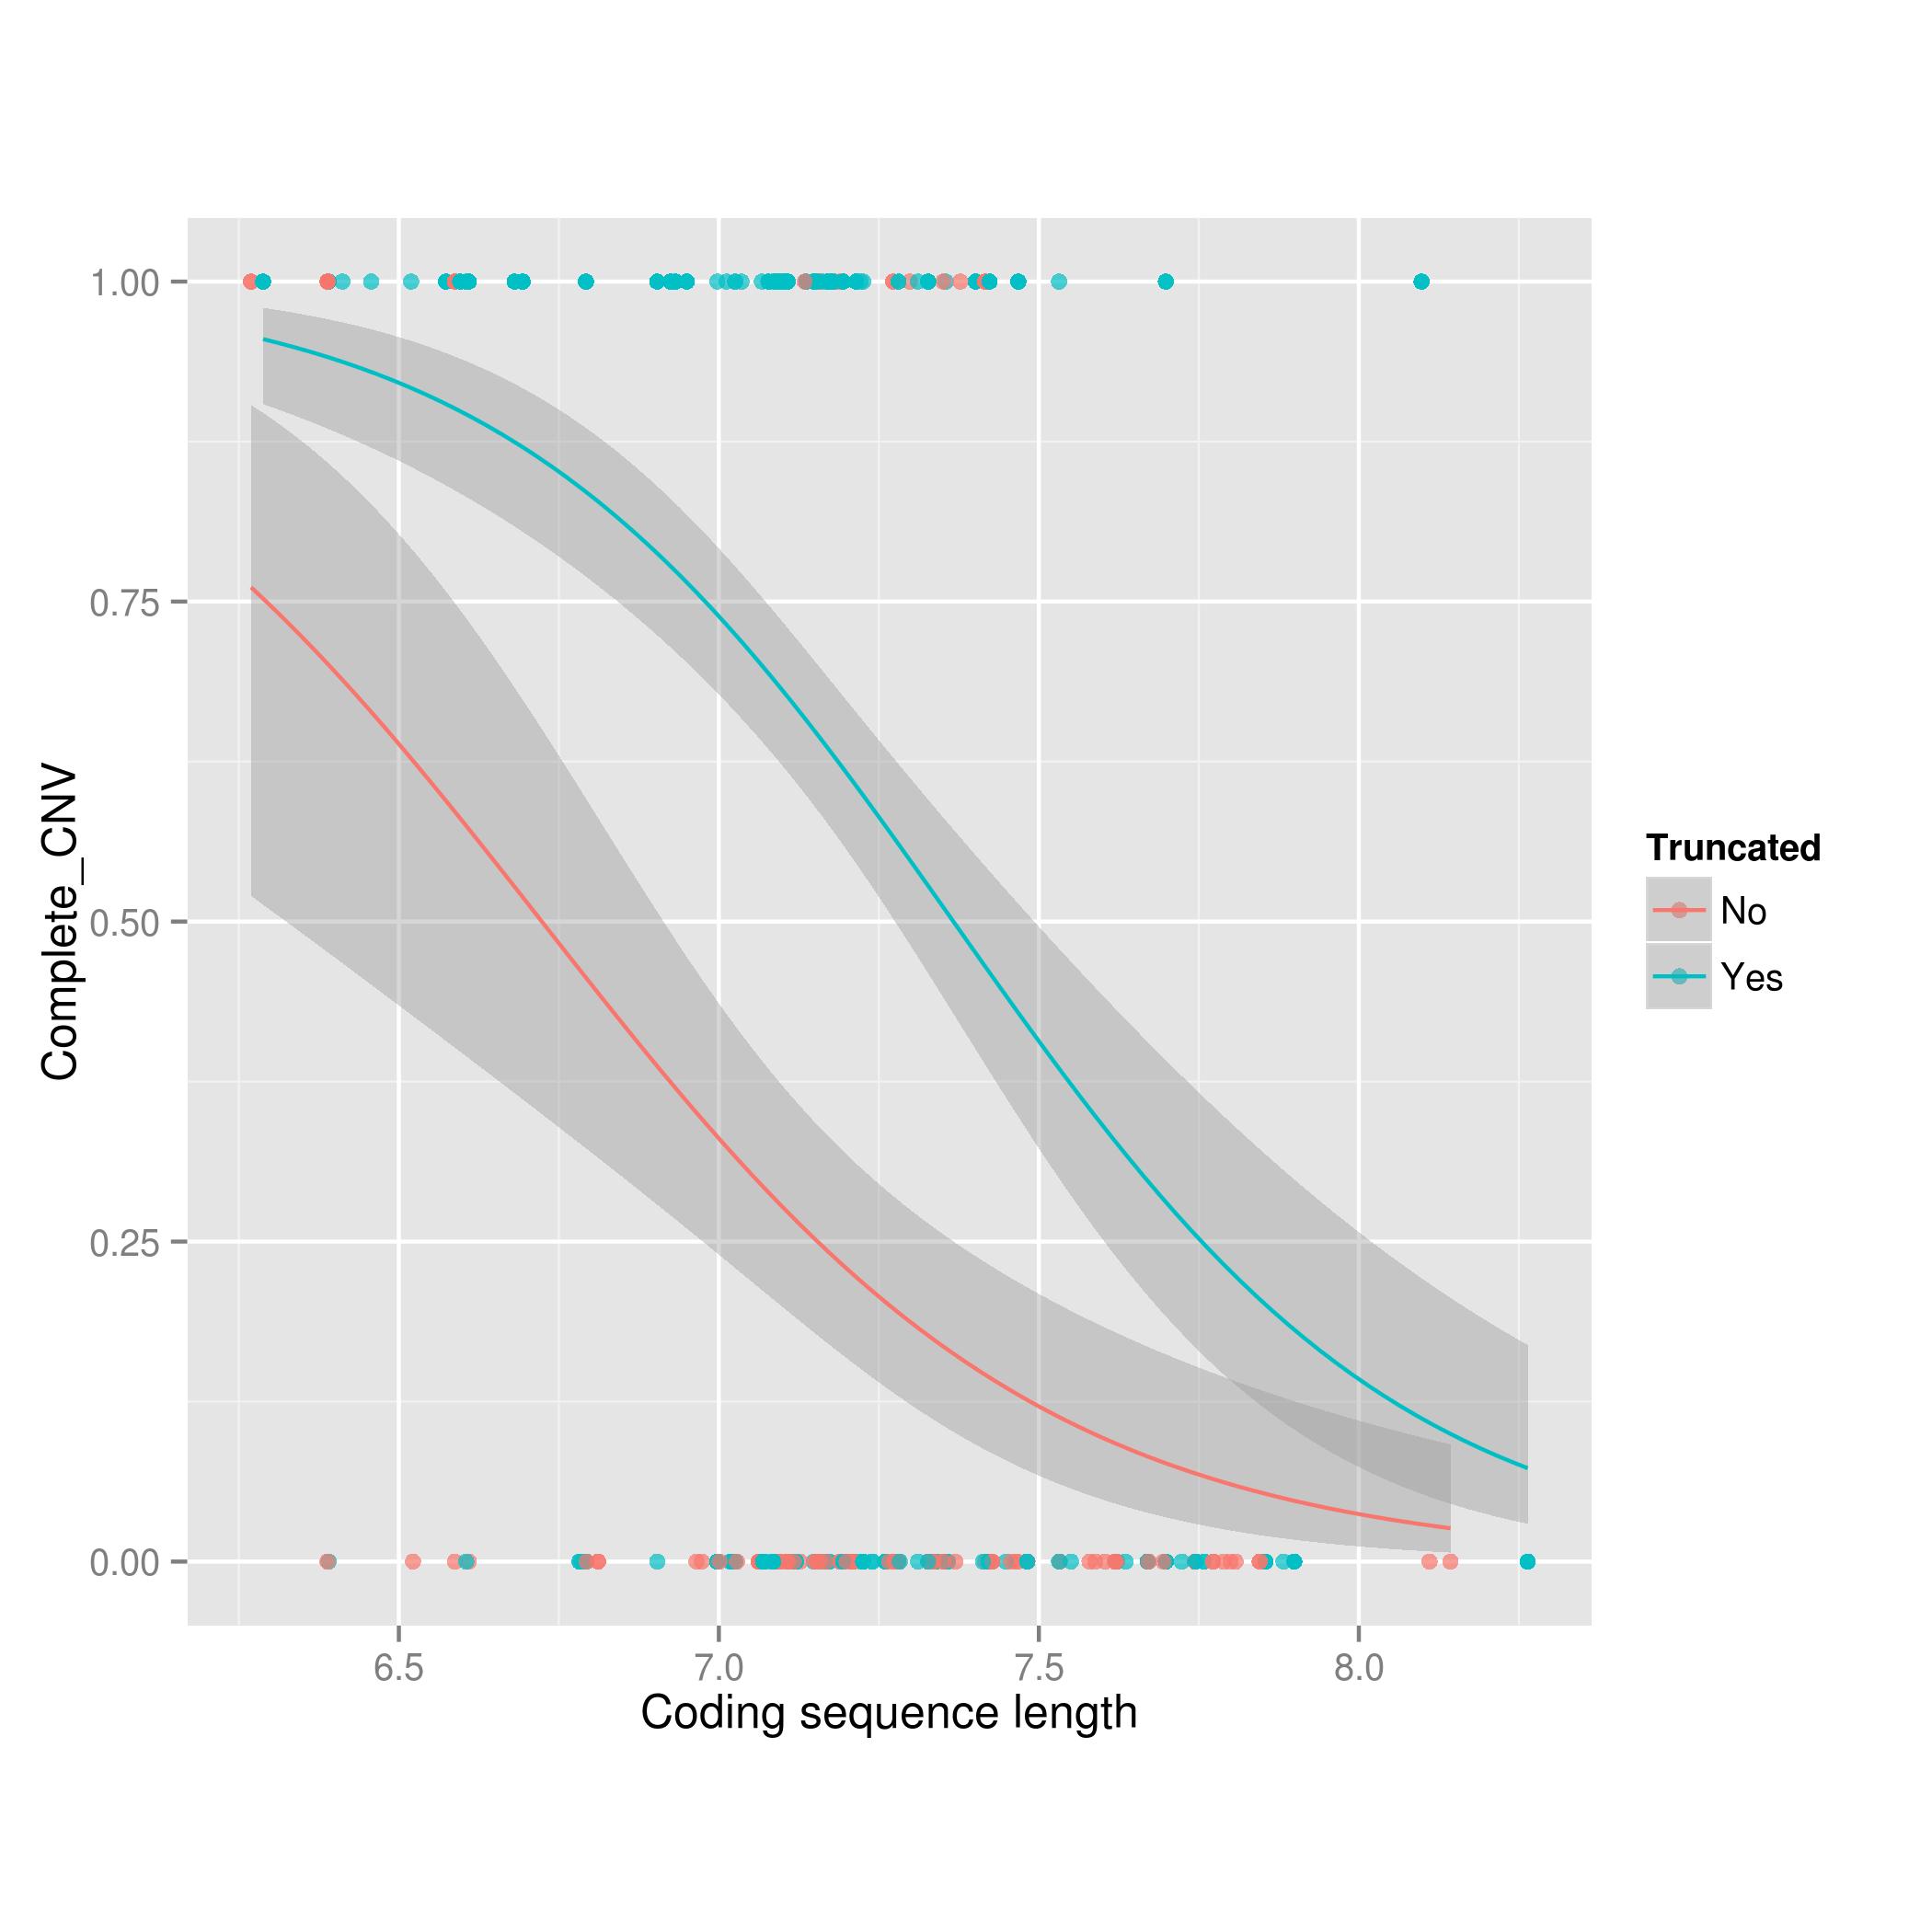 1.00
0.75
0.50
0.25
0.00
Complete_CNV
6.5 7.0 7.5 8.0
Coding sequence length
Truncated
No
Yes